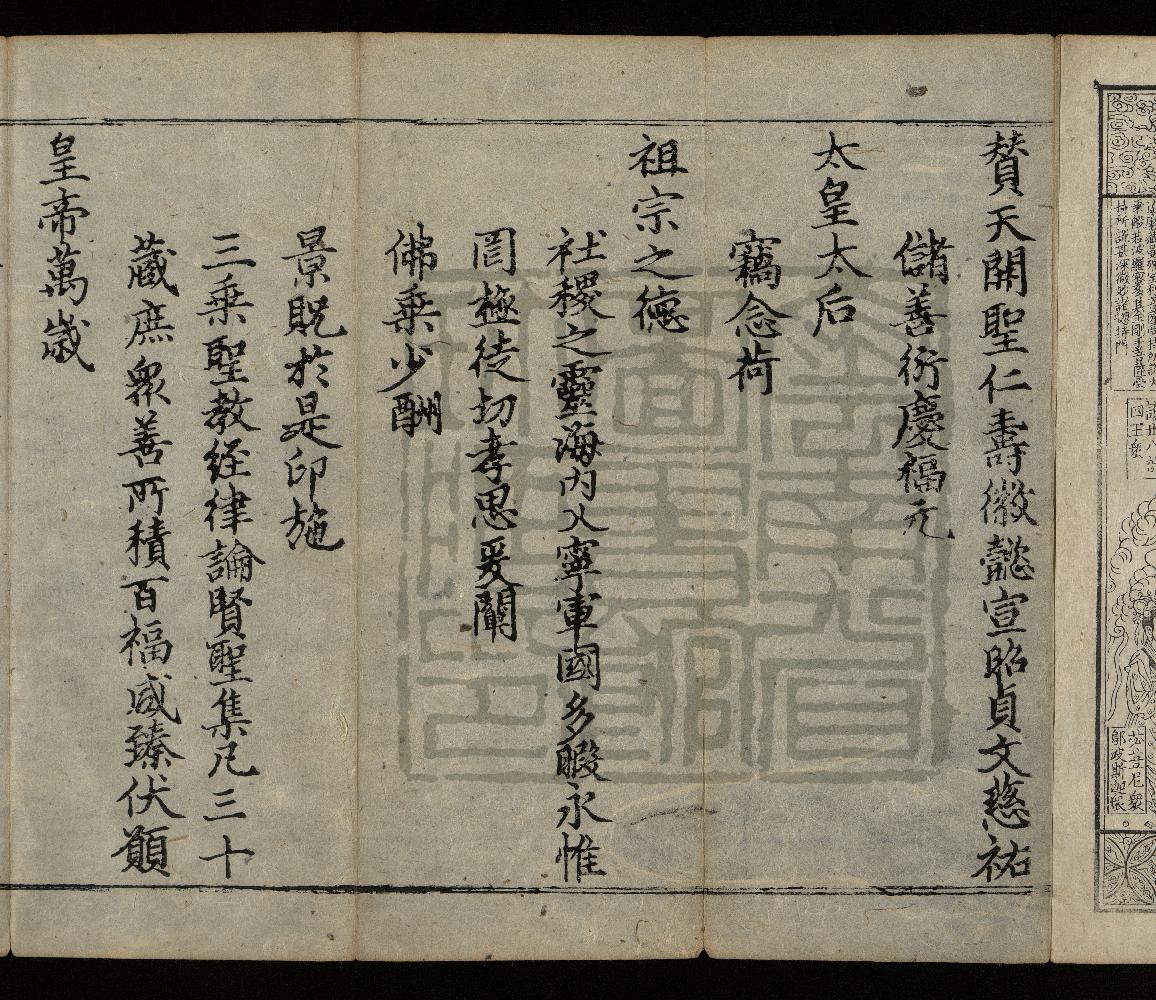 贊天開聖仁壽徽懿宣昭貞文慈祐
儲善衍慶福元
太皇太后
竊念荷
祖宗之德
社稷之靈海內乂寧軍國多暇永惟
罔極徒切孝思爰闡
佛乗少酬
景貺於是印施
三乗聖教経律論賢聖集凡三十
藏庶衆善所積百福咸臻伏願
皇帝萬歳